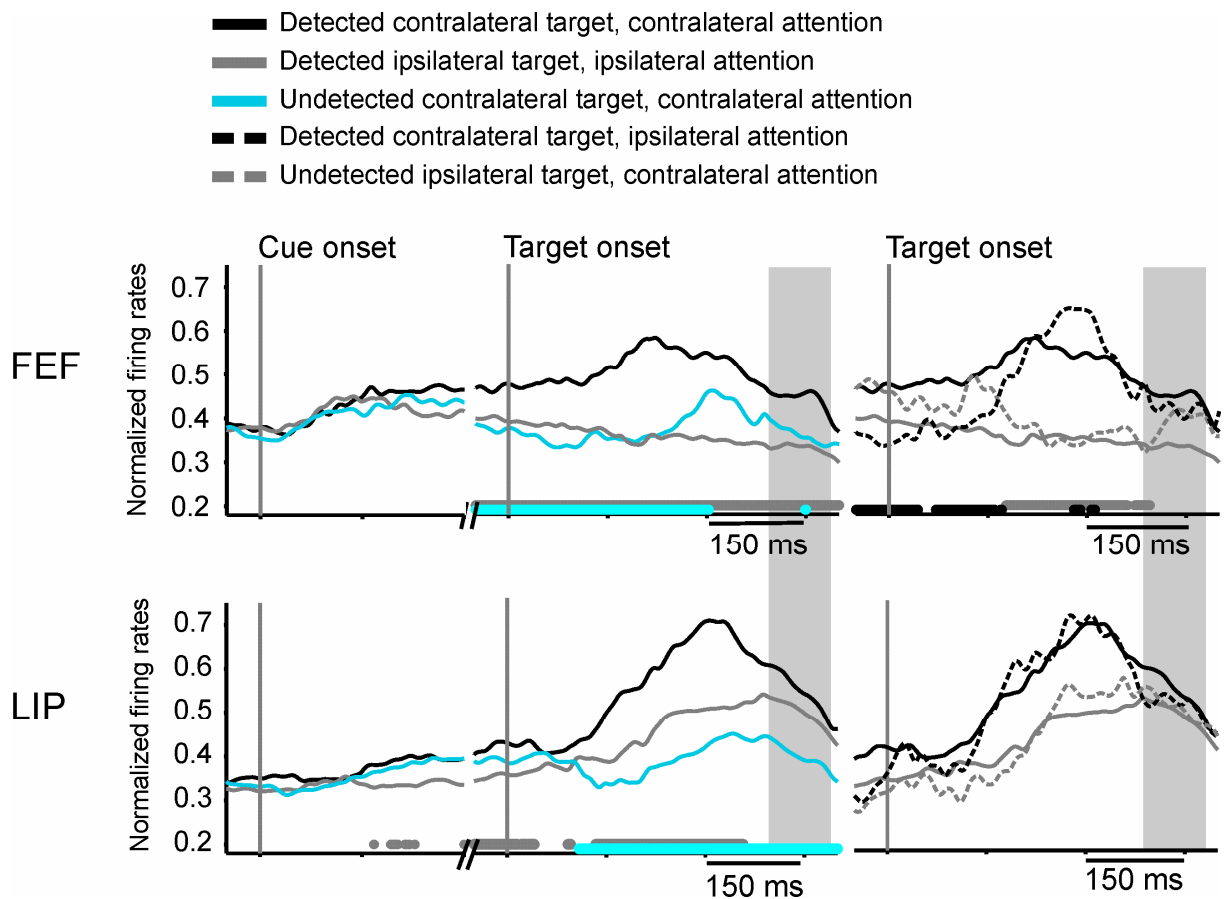 Detected contralateral target, contralateral attention
Detected ipsilateral target, ipsilateral attention
Undetected contralateral target, contralateral attention
Detected contralateral target, ipsilateral attention
Undetected ipsilateral target, contralateral attention
Cue onset
Target onset
Target onset
FEF
Normalized firing rates
0.7
0.6
0.5
0.4
0.3
0.2
150 ms
150 ms
LIP
Normalized firing rates
0.7
0.6
0.5
0.4
0.3
0.2
150 ms
150 ms